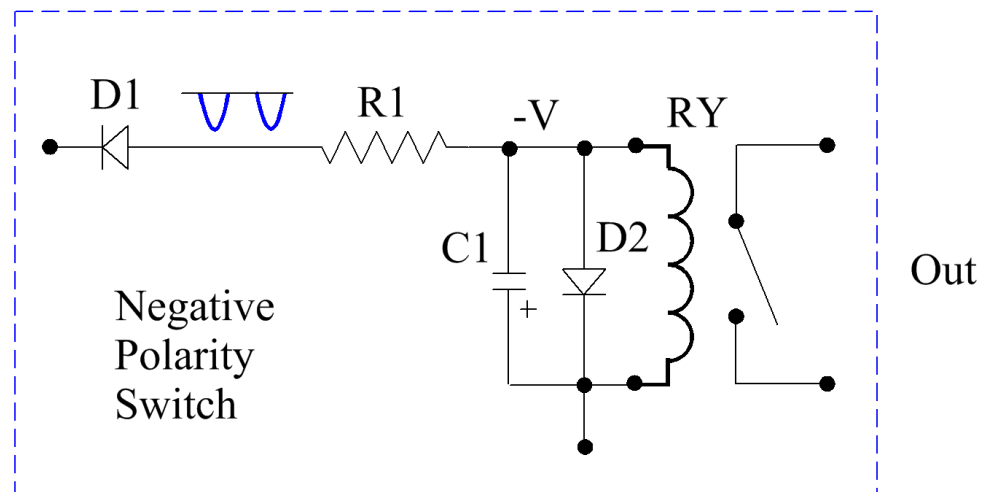 D1
R1
-V
RY
C1
+
D2
Out
Negative
Polarity
Switch